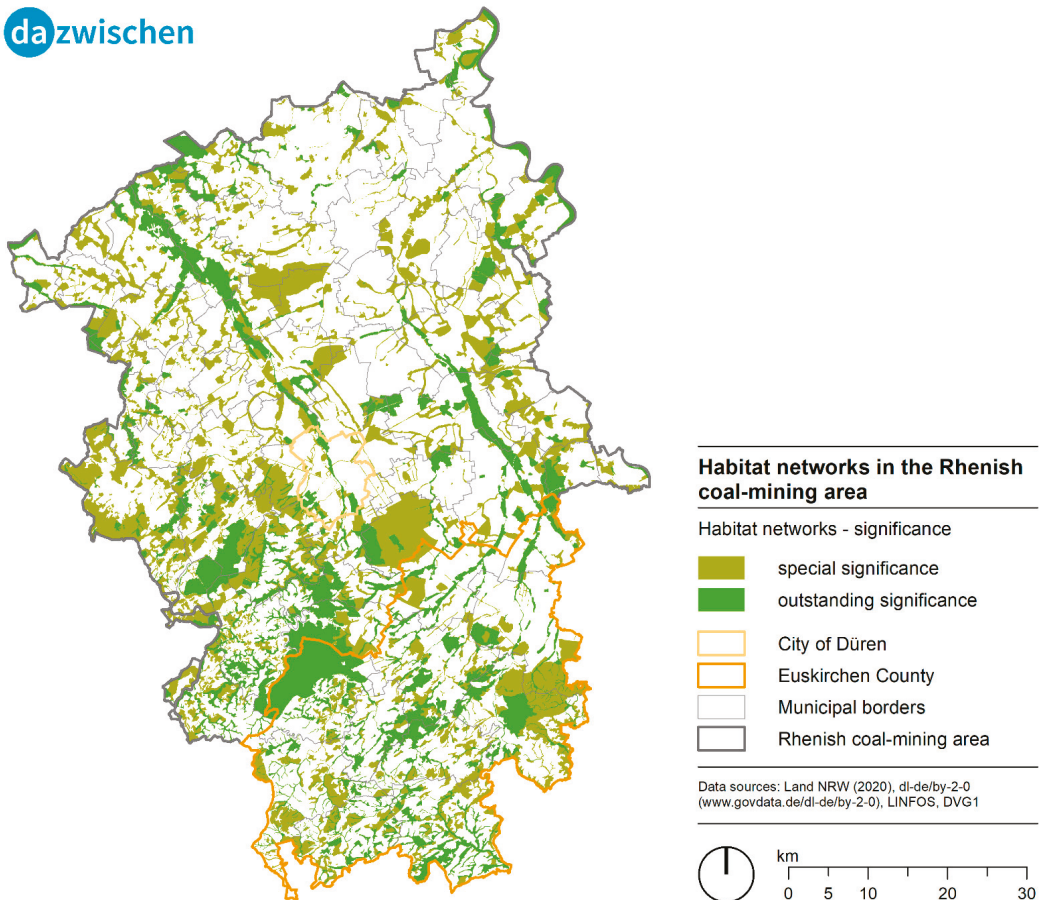 dazwischen
Habitat networks in the Rhenish
coal-mining area
Habitat networks - significance
special significance
outstanding significance
City of Düren
Euskirchen County
Municipal borders
Rhenish coal-mining area
Data sources: Land NRW (2020), dl-de/by-2-0
(www.govdata.de/dl-de/by-2-0), LINFOS, DVG1
km
0 5 10 20 30